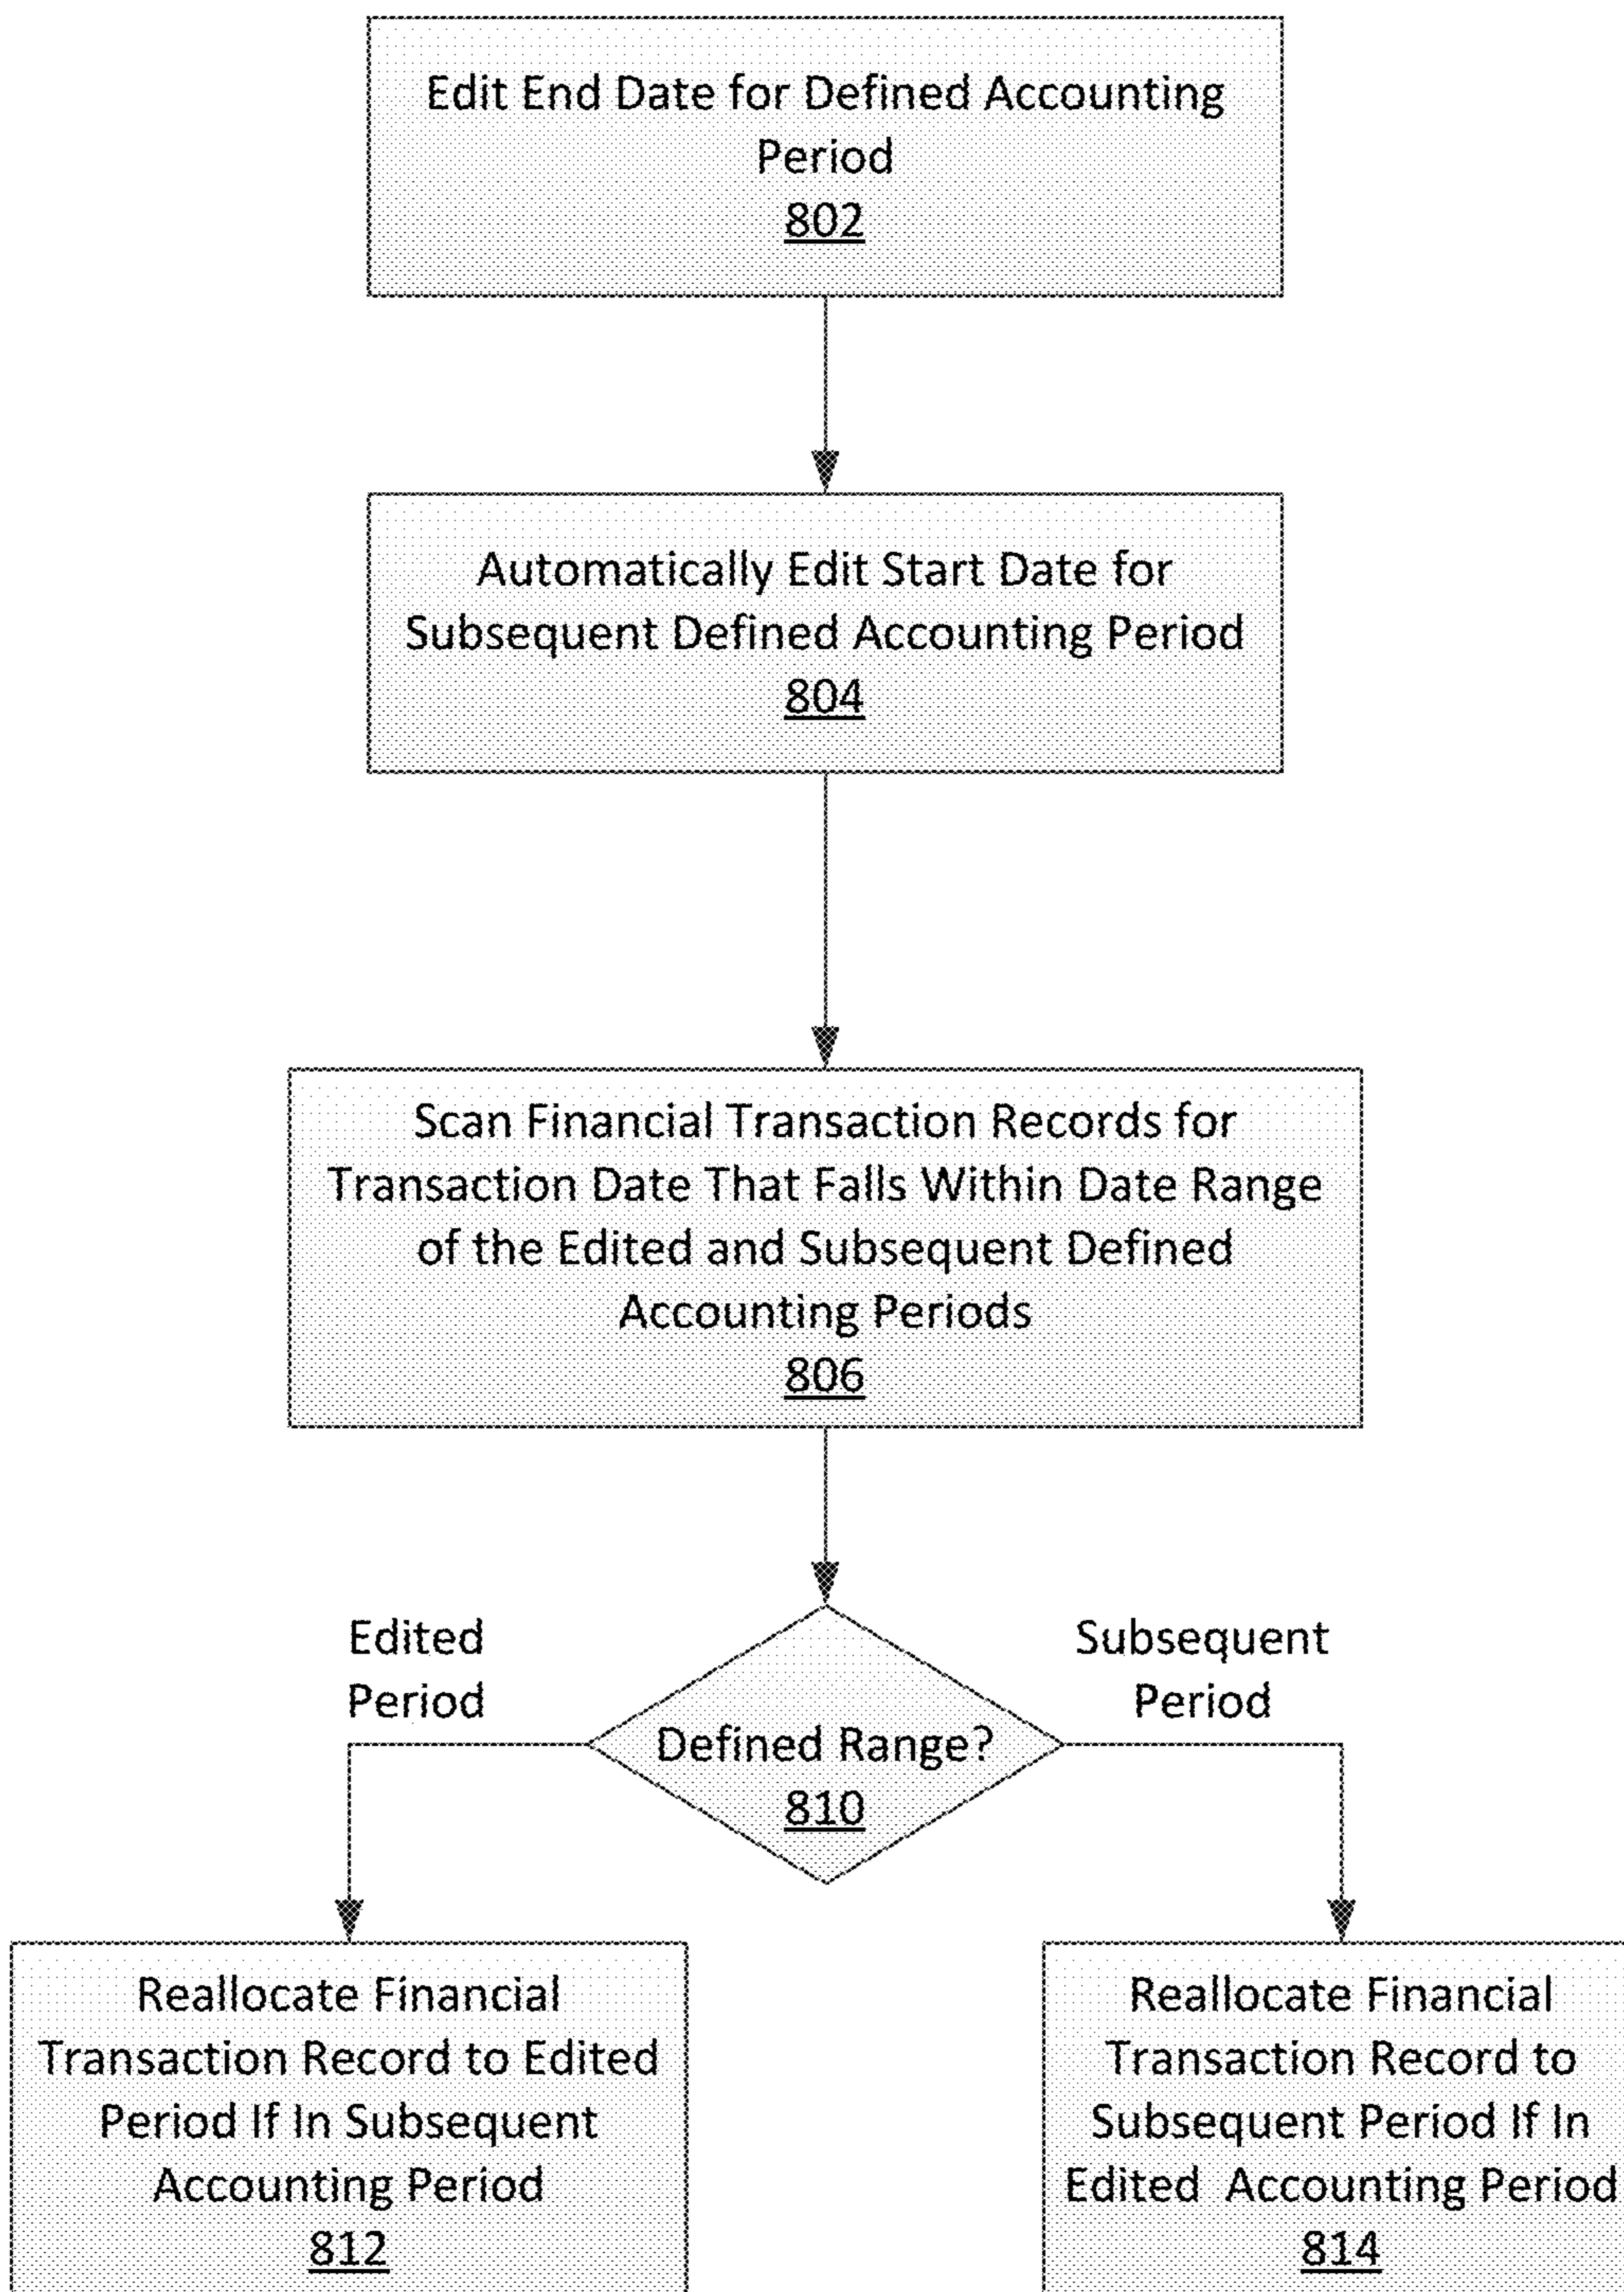 Edit End Date for Defined Accounting
Period
802
Automatically Edit Start Date for
Subsequent Defined Accounting Period
804
Scan Financial Transaction Records for
Transaction Date That Falls Within Date Range
of the Edited and Subsequent Defined
Accounting Periods
806
Edited
Period
Subsequent
Period
Defined Range?
810
Reallocate Financial
Transaction Record to Edited
Period If In Subsequent
Accounting Period
812
Reallocate Financial
Transaction Record to
Subsequent Period If In
Edited Accounting Period
814